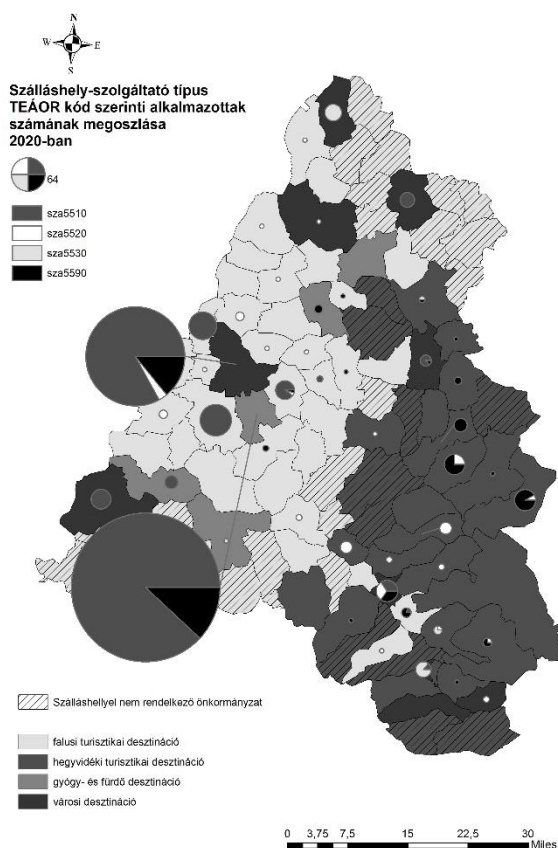 N
W E
S
Szálláshely-szolgáltató típus
TEÁOR kód szerinti alkalmazottak
számának megoszlása
2020-ban
64
sza5510
sza5520
sza5530
sza5590
Szálláshellyel nem rendelkező önkormányzat
falusi turisztikai desztináció
hegyvidéki turisztikai desztináció
gyógy- és fürdő desztináció
városi desztináció
0 3,75 7,5 15 22,5 30
Miles